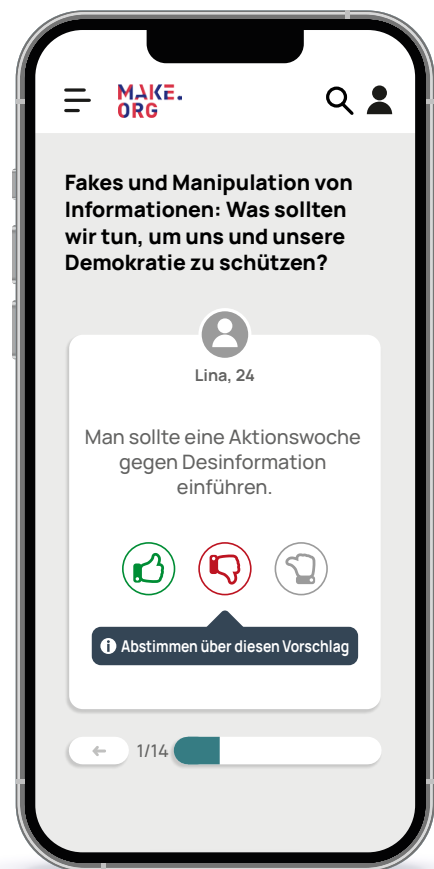 MAKE.
ORG
Fakes und Manipulation von
Informationen: Was sollten
wir tun, um uns und unsere
Demokratie zu schützen?
Lina, 24
Man sollte eine Aktionswoche
gegen Desinformation
einführen.
Abstimmen über diesen Vorschlag
1/14